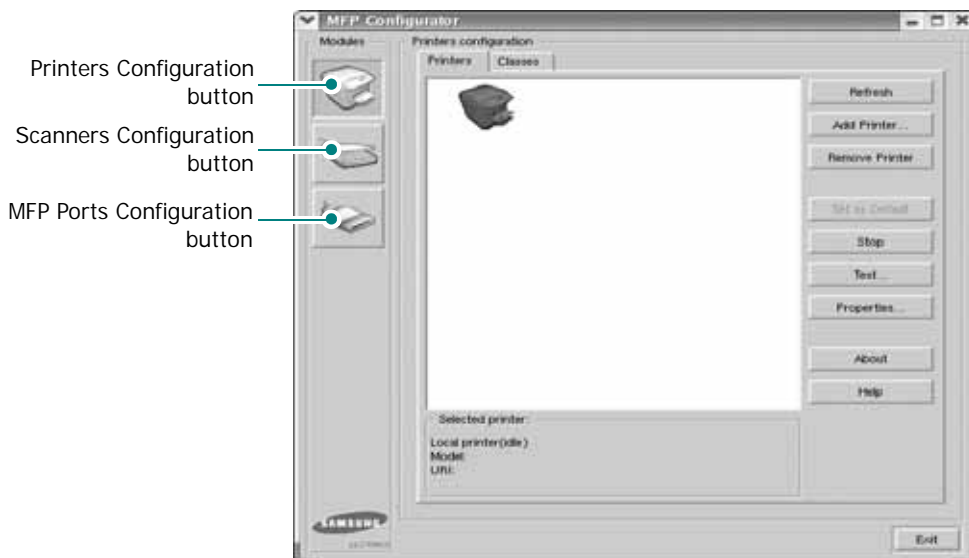 MFP Configurator
Modules
Printers configuration
Printers Classes
Printers Configuration
button
Scanners Configuration
button
MFP Ports Configuration
button
Refresh
Add Printer...
Remove Printer
Set as Default
Stop
Test...
Properties...
About
Help
Selected printer:
Local printer(idle)
Model:
URI:
SAMSUNG
ELECTRONICS
Exit